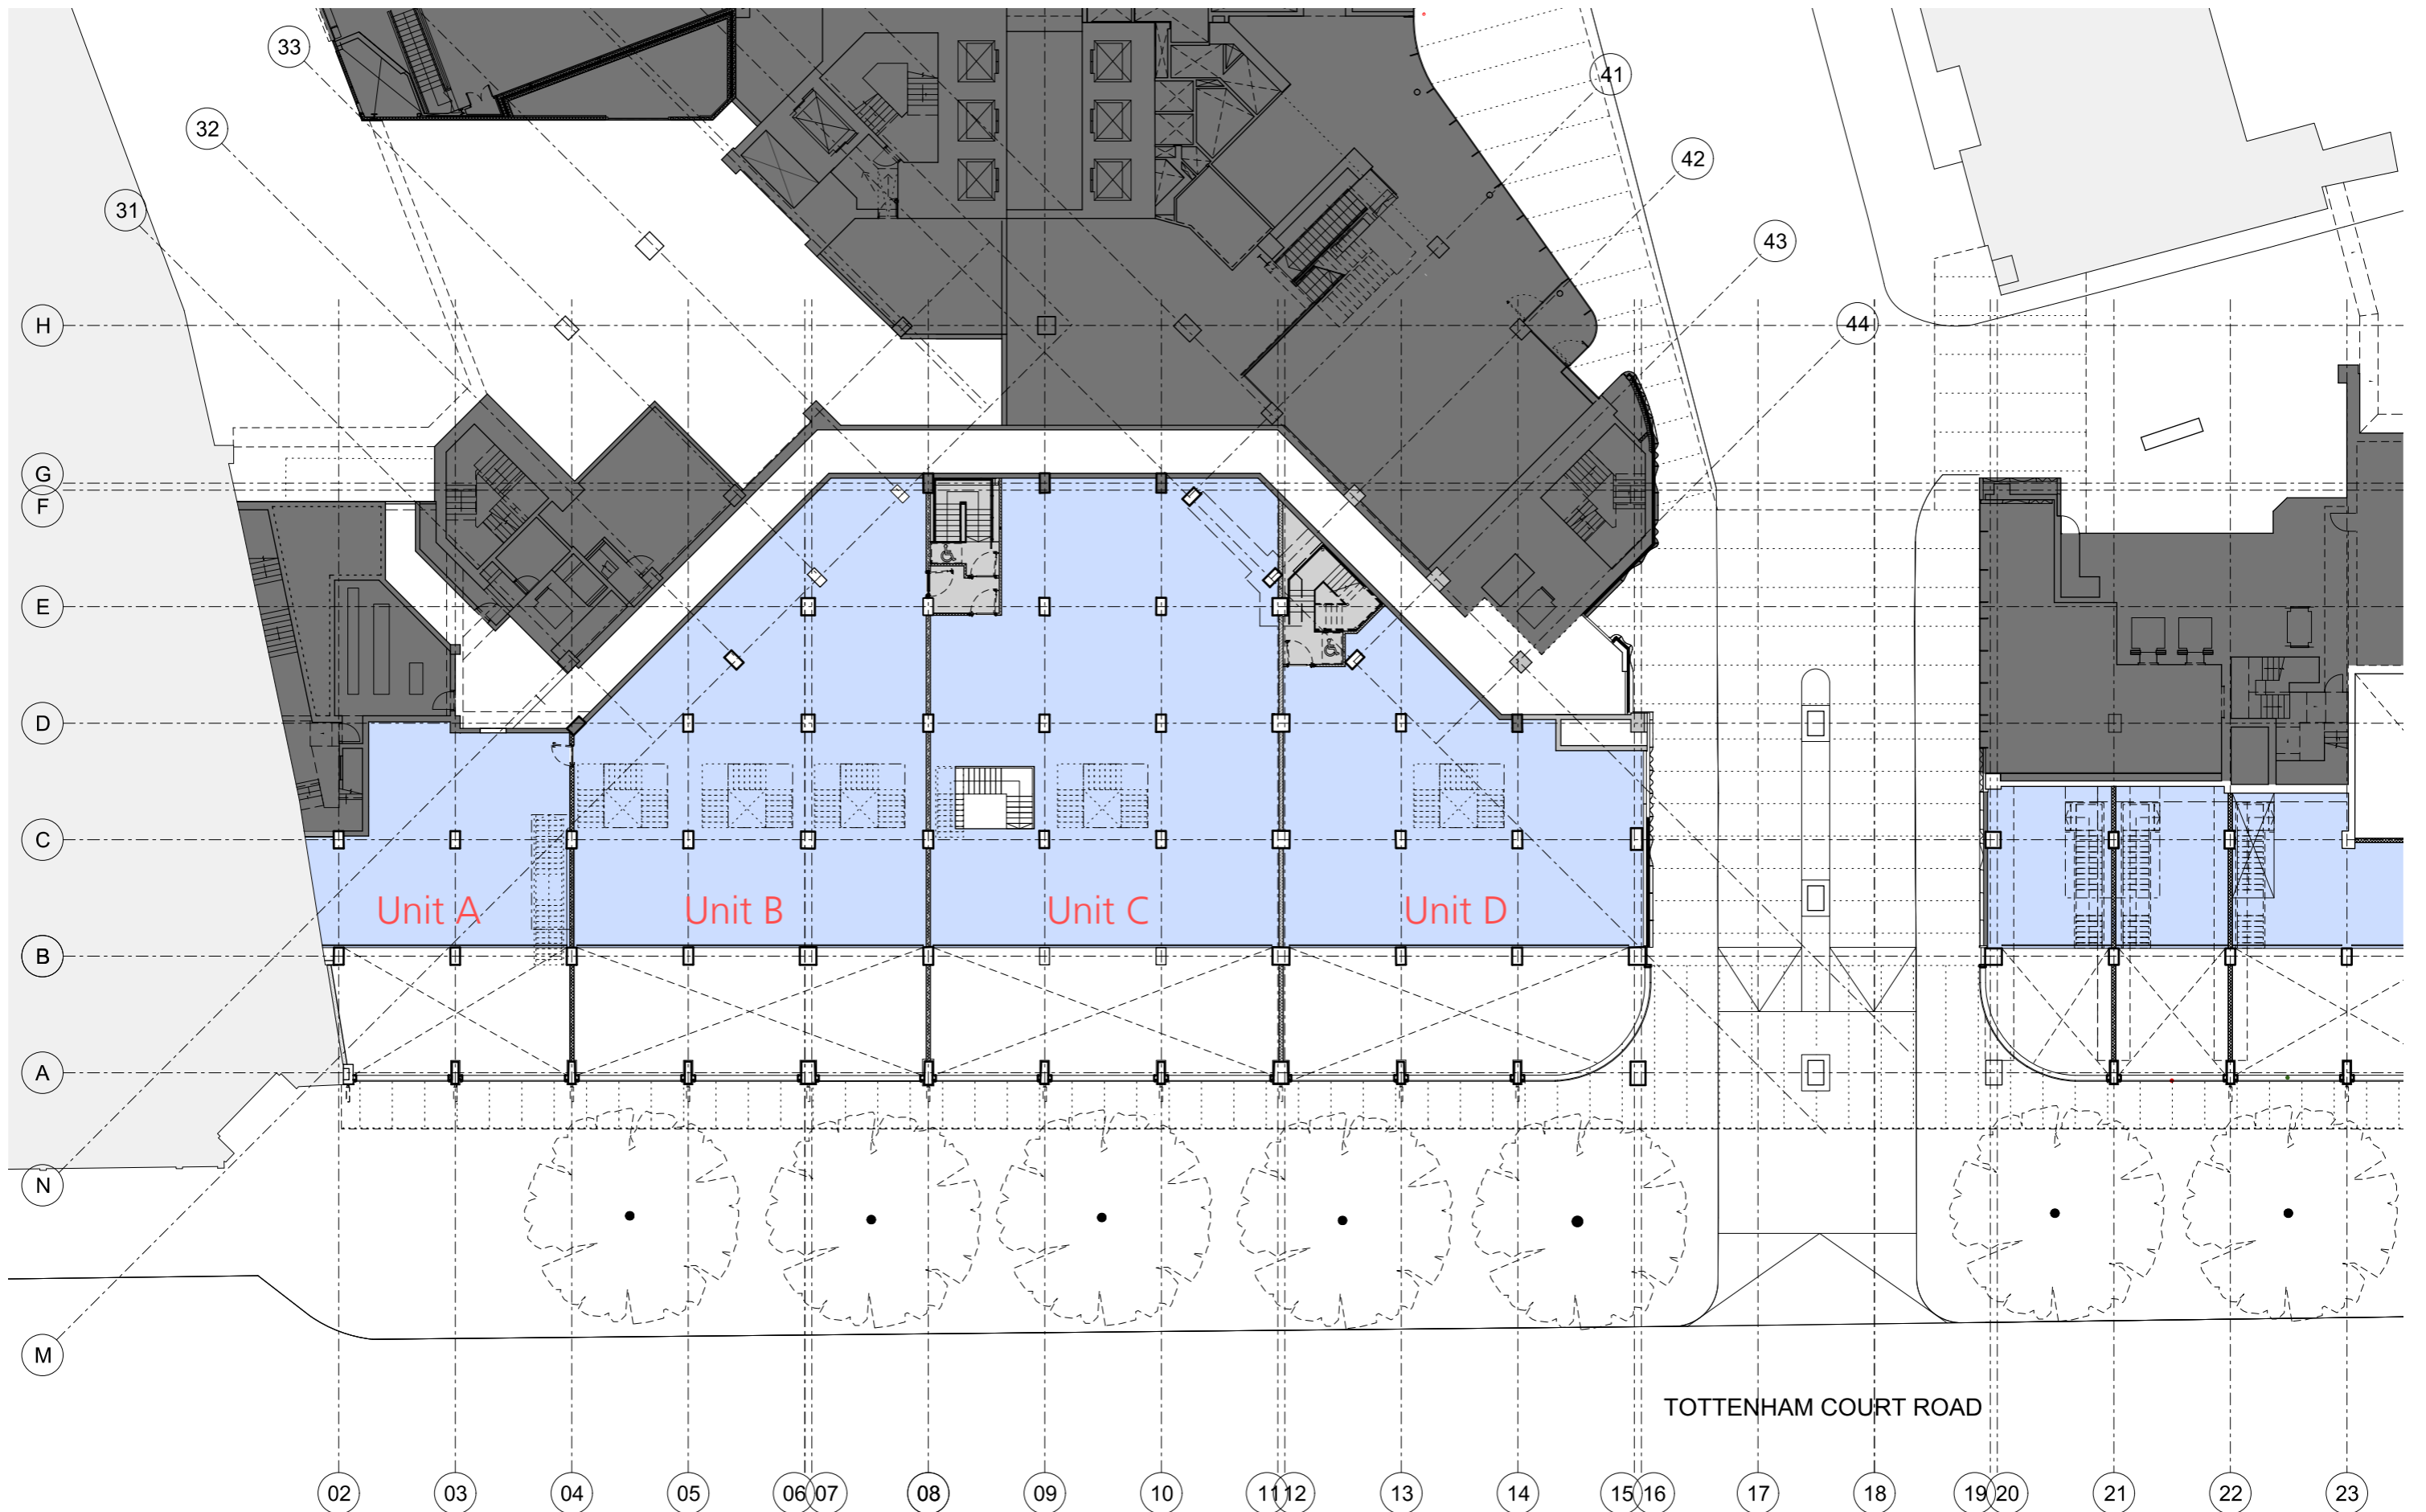 33
41
32
42
31
43
H
44
G
F
E
D
C
Unit A
Unit B
Unit C
Unit D
B
A
N
M
TOTTENHAM COURT ROAD
02 03 04 05 06 07 08 09 10 11 12 13 14 15 16 17 18 19 20 21 22 23